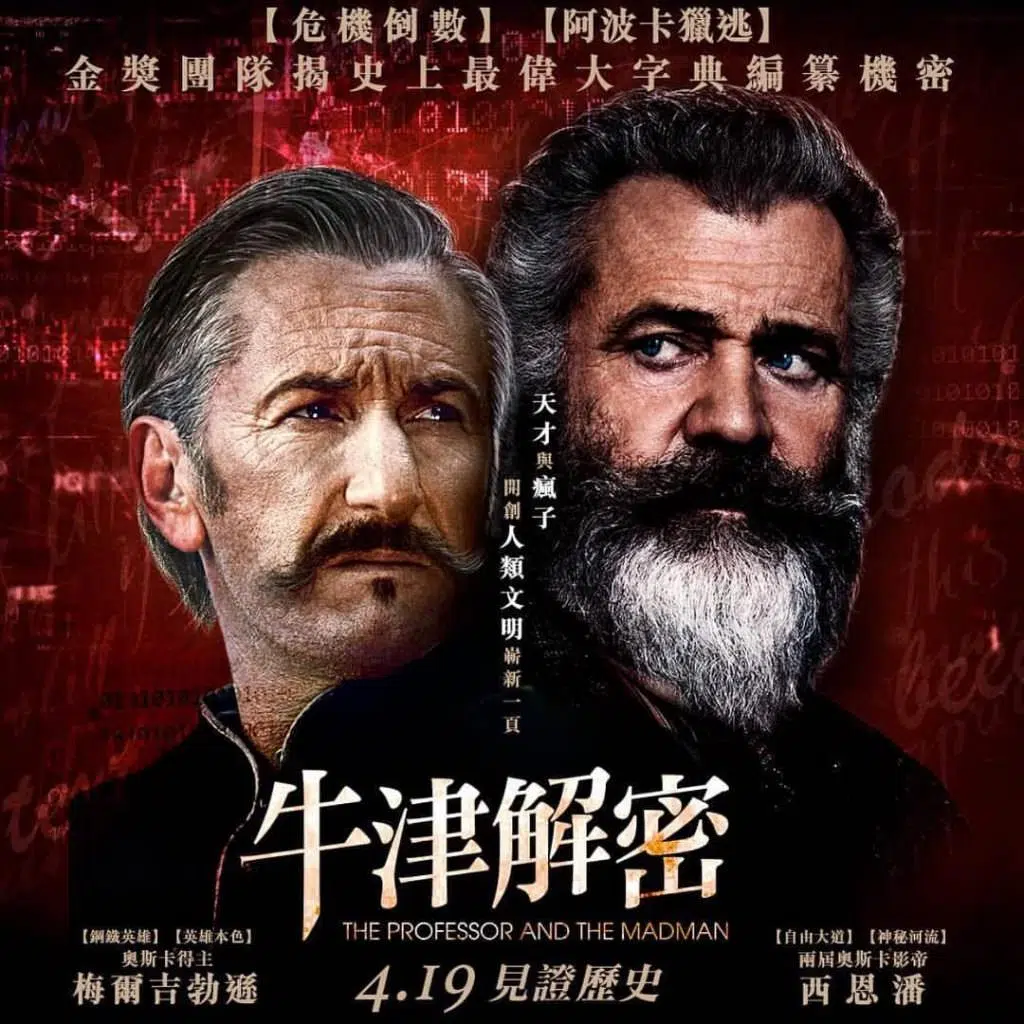 【危機倒數】【阿波卡獵逃】
金獎團隊揭史上最偉大字典編纂機密
天才與瘋子
開創人類文明嶄新一頁
牛津解密
THE PROFESSOR AND THE MADMAN
【鋼鐵英雄】【英雄本色】
奧斯卡得主
梅爾吉勃遜
4.19 見證歷史
【自由大道】【神秘河流】
兩屆奧斯卡影帝
西恩潘